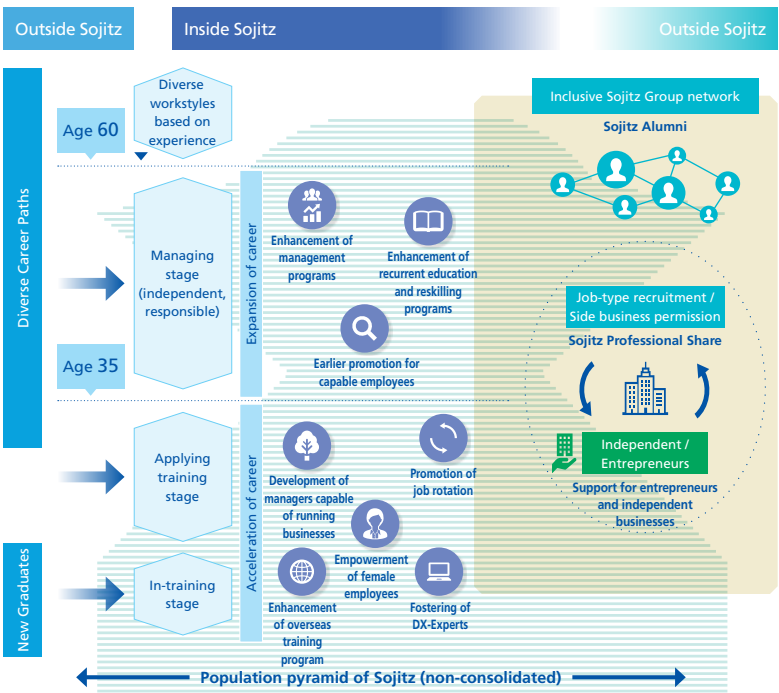 Outside Sojitz
Inside Sojitz
Outside Sojitz
Diverse Career Paths
New Graduates
Age 60
Age 35
Diverse
workstyles
based on
experience
Managing
stage
(independent,
responsible)
Applying
training
stage
In-training
stage
Expansion of career
Enhancement of
management
programs
Enhancement of
recurrent education
and reskilling
programs
Earlier promotion for
capable employees
Acceleration of career
Development of
managers capable
of running
businesses
Promotion of
job rotation
Empowerment
of female
employees
Enhancement
of overseas
training
program
Fostering of
DX-Experts
Inclusive Sojitz Group network
Sojitz Alumni
Job-type recruitment /
Side business permission
Sojitz Professional Share
Independent /
Entrepreneurs
Support for entrepreneurs
and independent
businesses
Population pyramid of Sojitz (non-consolidated)